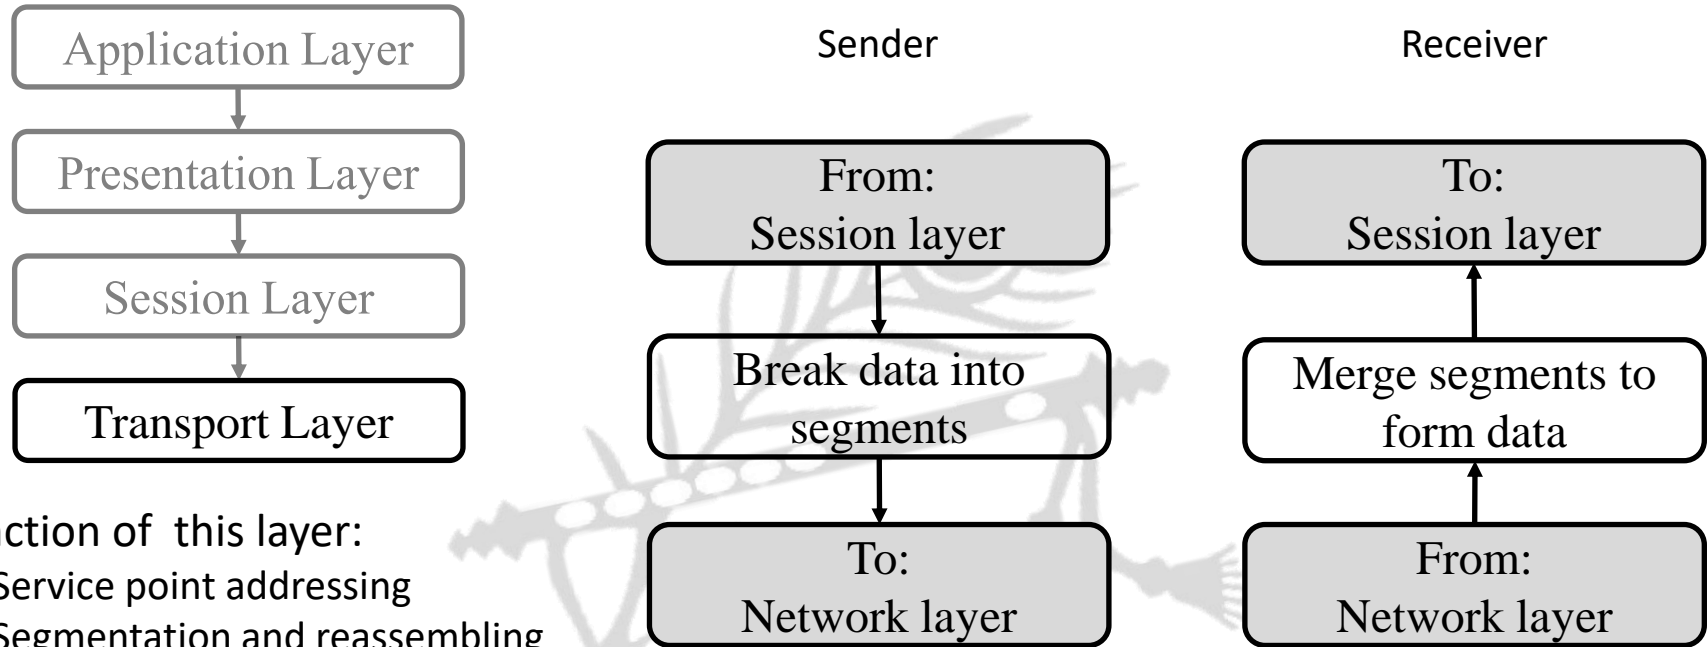 Application Layer
Presentation Layer
Session Layer
Transport Layer
Sender
From:
Session layer
Break data into
segments
To:
Network layer
Receiver
To:
Session layer
Merge segments to
form data
From:
Network layer
nction of this layer:
Service point addressing
Segmentation and reassembling